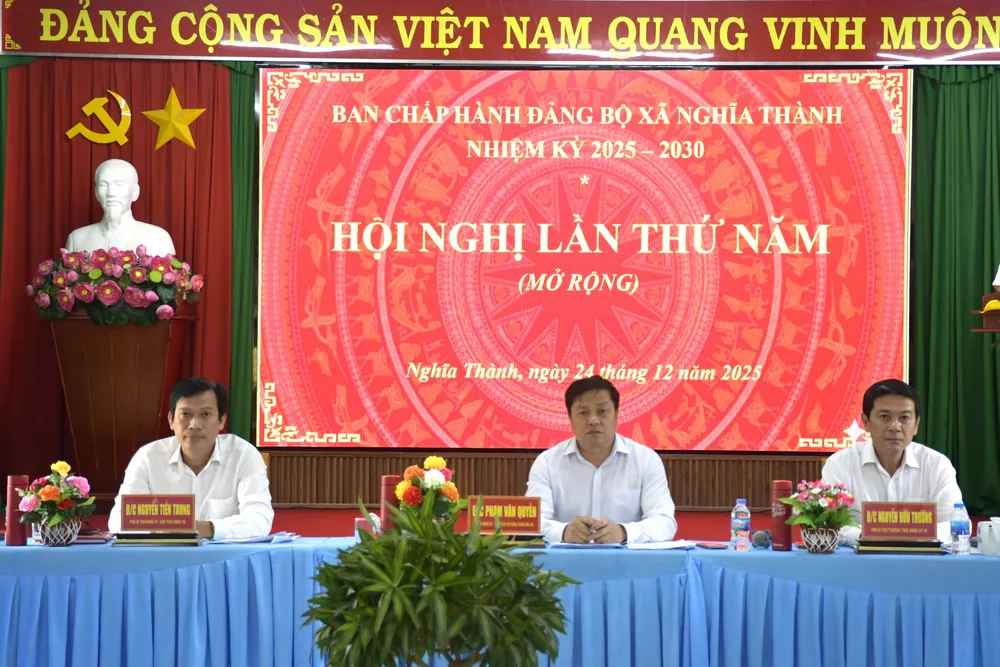 ĐẢNG CỘNG SẢN VIỆT NAM QUANG VINH MUÔN
BAN CHẤP HÀNH ĐẢNG BỘ XÃ NGHĨA THÀNH
NHIỆM KỲ 2025 – 2030
*
HỘI NGHỊ LẦN THỨ NĂM
(MỞ RỘNG)
Nghĩa Thành, ngày 24 tháng 12 năm 2025
Đ/C NGUYỄN TIẾN TRUNG
Đ/C PHẠM VĂN QUYỀN
Đ/C NGUYỄN HỮU TRƯỜNG